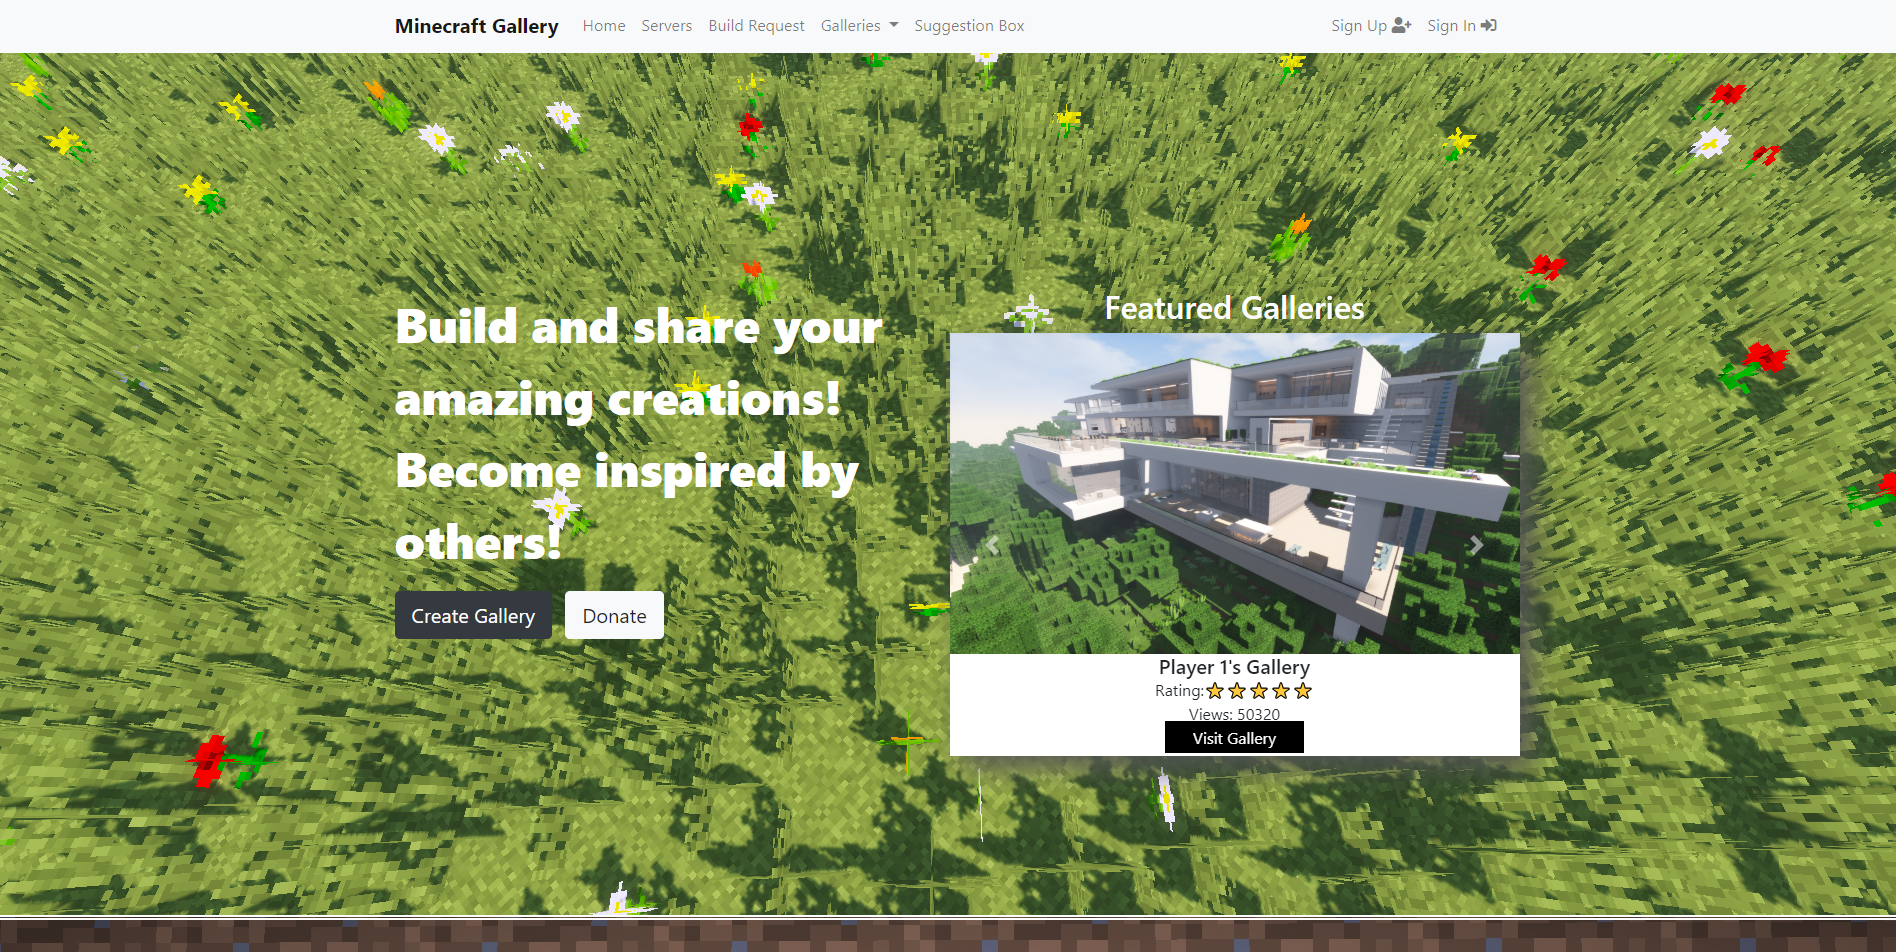 Minecraft Gallery Home Servers Build Request Galleries Suggestion Box Sign Up Sign In
Build and share your
amazing creations!
Become inspired by
others!
Create Gallery Donate
Featured Galleries
Player 1's Gallery
Rating:
Views: 50320
Visit Gallery